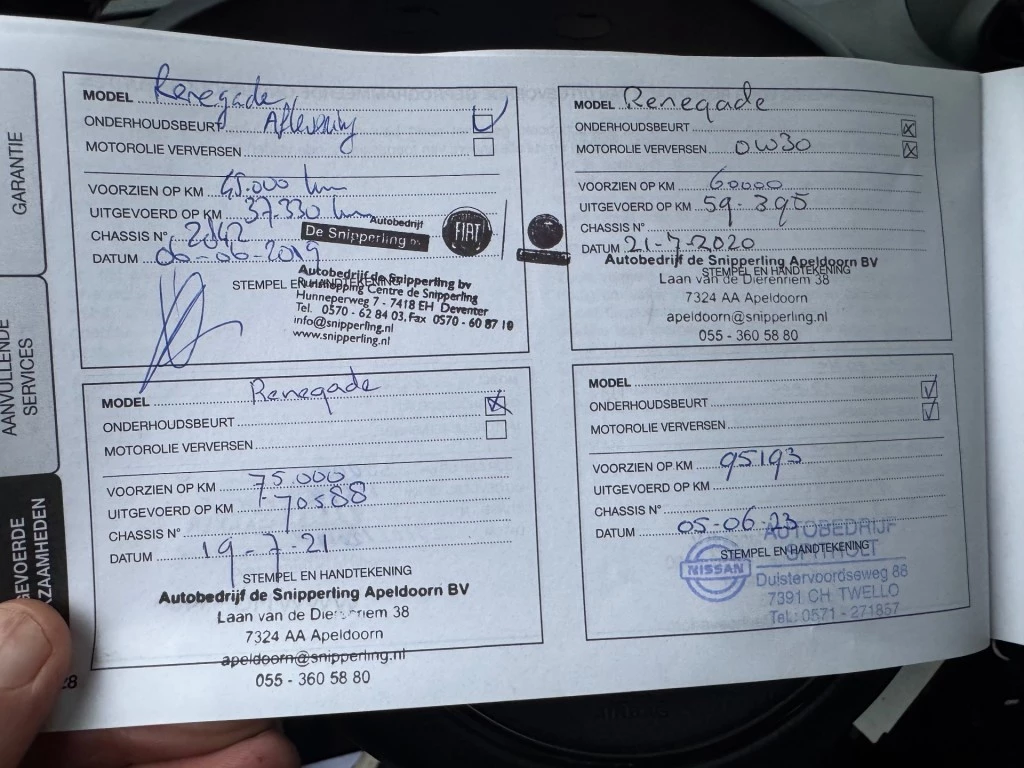 GARANTIE
AANVULLENDE
SERVICES
GEVOERDE
KZAAMHEDEN
MODEL Renegade
ONDERHOUDSBEURT Aflevering
MOTOROLIE VERVERSEN
VOORZIEN OP KM 45.000 km
UITGEVOERD OP KM 37.330 km
CHASSIS N° 2842
DATUM 06-06-2019
Autobedrijf
De Snipperling bv
FIAT
STEMPEL EN HANDTEKENING
Autobedrijf de Snipperling bv
Centre de Snipperling
Hunneperweg 7 - 7418 EH Deventer
Tel. 0570 - 62 84 03, Fax 0570 - 60 87 10
info@snipperling.nl
www.snipperling.nl
MODEL Renegade
ONDERHOUDSBEURT X
MOTOROLIE VERVERSEN 0W30 X
VOORZIEN OP KM 60000
UITGEVOERD OP KM 59-395
CHASSIS N°
DATUM 21-7-2020
Autobedrijf de Snipperling Apeldoorn BV
STEMPEL EN HANDTEKENING
Laan van de Dierenriem 38
7324 AA Apeldoorn
apeldoorn@snipperling.nl
055 - 360 58 80
MODEL Renegade
ONDERHOUDSBEURT X
MOTOROLIE VERVERSEN
VOORZIEN OP KM 75.000
UITGEVOERD OP KM 70588
CHASSIS N°
DATUM 19-7-21
STEMPEL EN HANDTEKENING
Autobedrijf de Snipperling Apeldoorn BV
Laan van de Dierenriem 38
7324 AA Apeldoorn
apeldoorn@snipperling.nl
055 - 360 58 80
MODEL
ONDERHOUDSBEURT
MOTOROLIE VERVERSEN
VOORZIEN OP KM 95193
UITGEVOERD OP KM
CHASSIS N°
DATUM 05-06-23
AUTOBEDRIJF
STEMPEL EN HANDTEKENING
NISSAN
Duistervoordseweg 88
7391 CH TWELLO
Tel.: 0571 - 271857
28